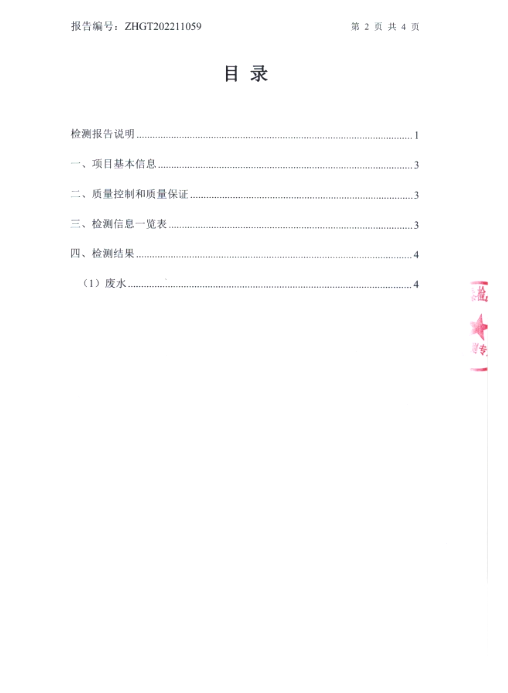 报告编号：ZHGT202211059
第 2 页 共 4 页
目 录
检测报告说明........................1
一、项目基本信息........................3
二、质量控制和质量保证........................3
三、检测信息一览表........................3
四、检测结果........................4
（1）废水........................4